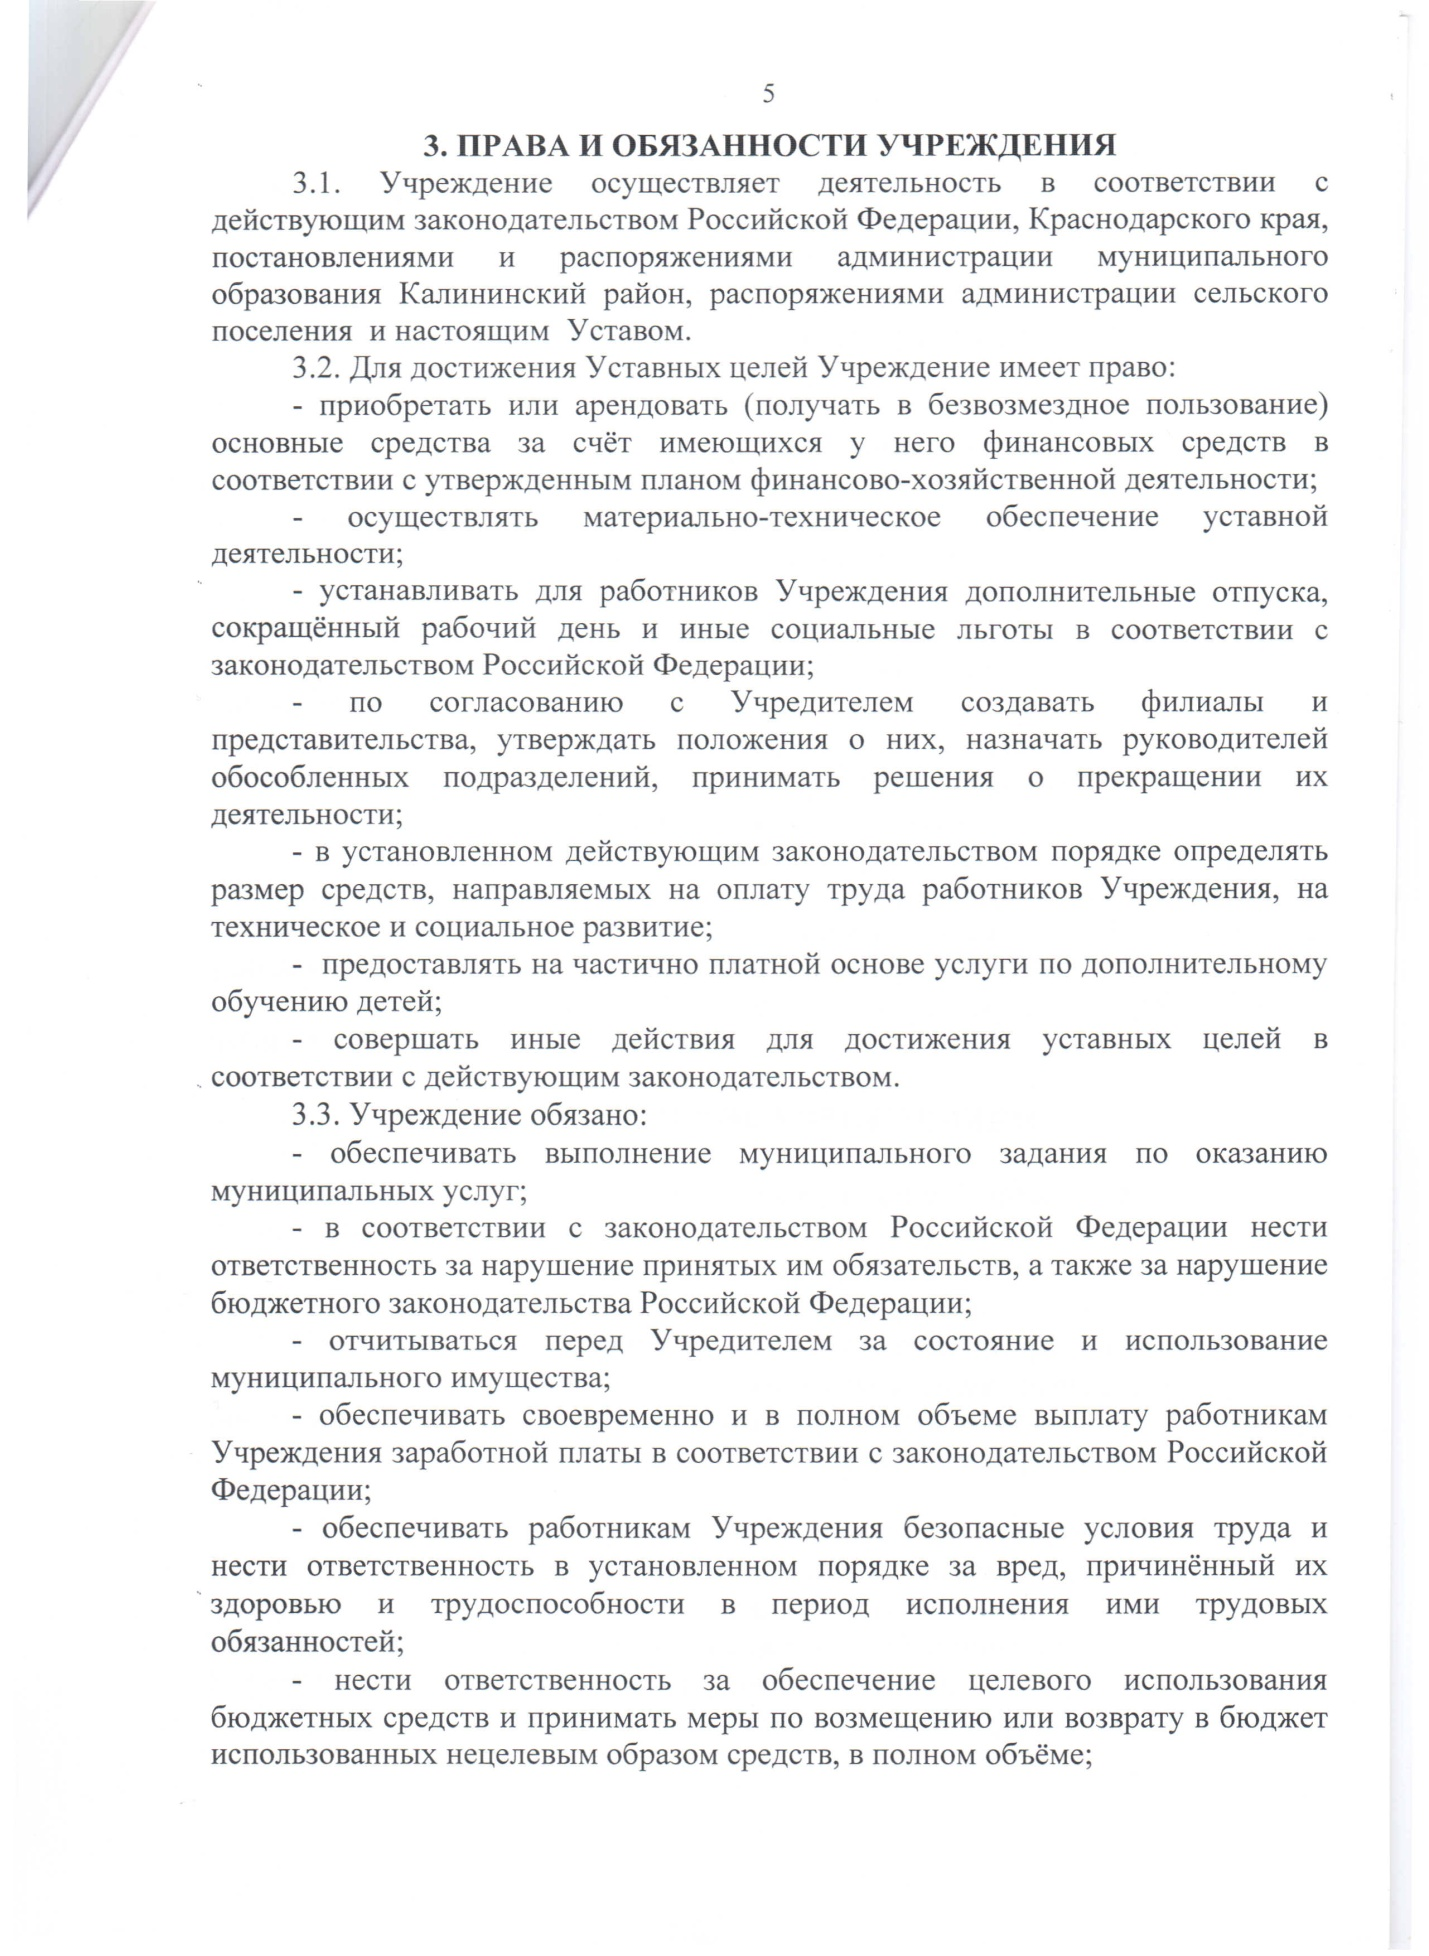 5
3. ПРАВА И ОБЯЗАННОСТИ УЧРЕЖДЕНИЯ
3.1. Учреждение осуществляет деятельность в соответствии с
действующим законодательством Российской Федерации, Краснодарского края,
постановлениями и распоряжениями администрации муниципального
образования Калининский район, распоряжениями администрации сельского
поселения и настоящим Уставом.
3.2. Для достижения Уставных целей Учреждение имеет право:
- приобретать или арендовать (получать в безвозмездное пользование)
основные средства за счёт имеющихся у него финансовых средств в
соответствии с утвержденным планом финансово-хозяйственной деятельности;
- осуществлять материально-техническое обеспечение уставной
деятельности;
- устанавливать для работников Учреждения дополнительные отпуска,
сокращённый рабочий день и иные социальные льготы в соответствии с
законодательством Российской Федерации;
- по согласованию с Учредителем создавать филиалы и
представительства, утверждать положения о них, назначать руководителей
обособленных подразделений, принимать решения о прекращении их
деятельности;
- в установленном действующим законодательством порядке определять
размер средств, направляемых на оплату труда работников Учреждения, на
техническое и социальное развитие;
- предоставлять на частично платной основе услуги по дополнительному
обучению детей;
- совершать иные действия для достижения уставных целей в
соответствии с действующим законодательством.
3.3. Учреждение обязано:
- обеспечивать выполнение муниципального задания по оказанию
муниципальных услуг;
- в соответствии с законодательством Российской Федерации нести
ответственность за нарушение принятых им обязательств, а также за нарушение
бюджетного законодательства Российской Федерации;
- отчитываться перед Учредителем за состояние и использование
муниципального имущества;
- обеспечивать своевременно и в полном объеме выплату работникам
Учреждения заработной платы в соответствии с законодательством Российской
Федерации;
- обеспечивать работникам Учреждения безопасные условия труда и
нести ответственность в установленном порядке за вред, причинённый их
здоровью и трудоспособности в период исполнения ими трудовых
обязанностей;
- нести ответственность за обеспечение целевого использования
бюджетных средств и принимать меры по возмещению или возврату в бюджет
использованных нецелевым образом средств, в полном объёме;